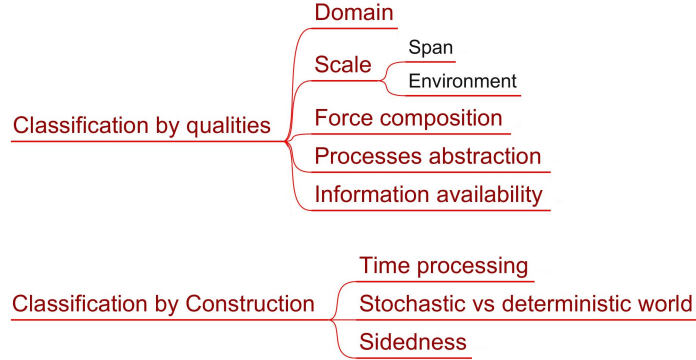 Classification by qualities
Domain
Scale
Span
Environment
Force composition
Processes abstraction
Information availability
Classification by Construction
Time processing
Stochastic vs deterministic world
Sidedness